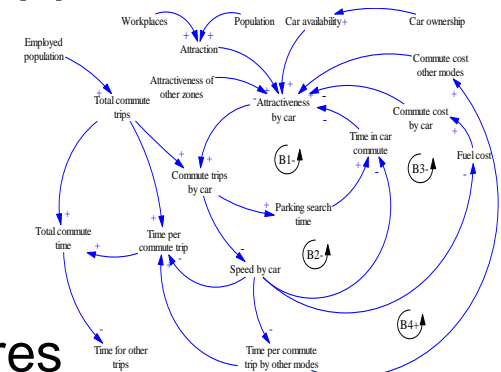 Workplaces
Population
Car availability
Car ownership
Employed
population
Attraction
Commute cost
other modes
Attractiveness of
other zones
Total commute
trips
Attractiveness
by car
Commute cost
by car
Time in car
commute
Fuel cost
B1-
B3-
Commute trips
by car
Parking search
time
Total commute
time
Time per
commute trip
B2-
Speed by car
B4+
Time for other
trips
Time per commute
trip by other modes
res